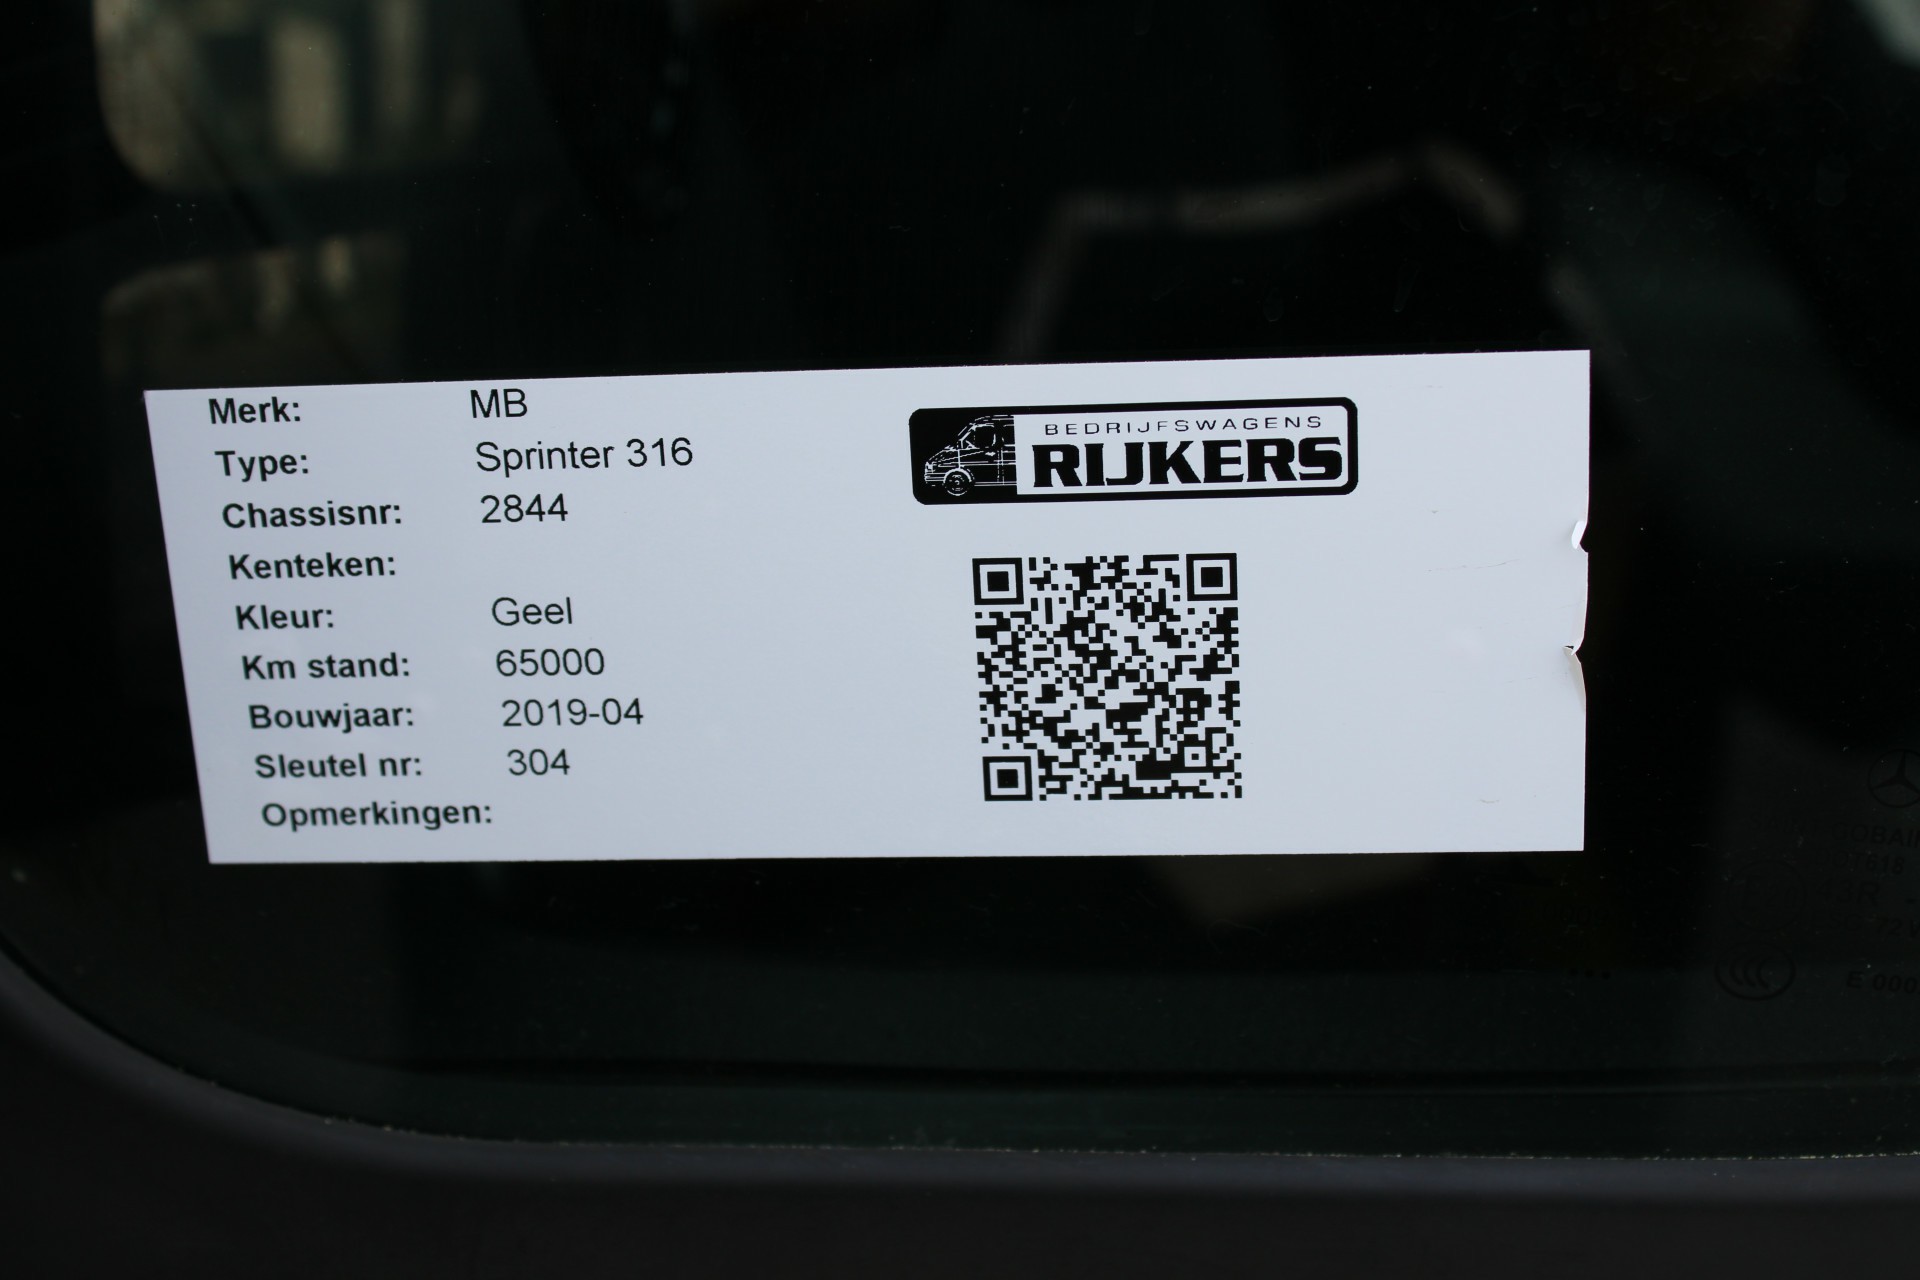 Merk: MB
Type: Sprinter 316
Chassisnr: 2844
Kenteken:
Kleur: Geel
Km stand: 65000
Bouwjaar: 2019-04
Sleutel nr: 304
Opmerkingen:
BEDRIJFSWAGENS
RIJKERS